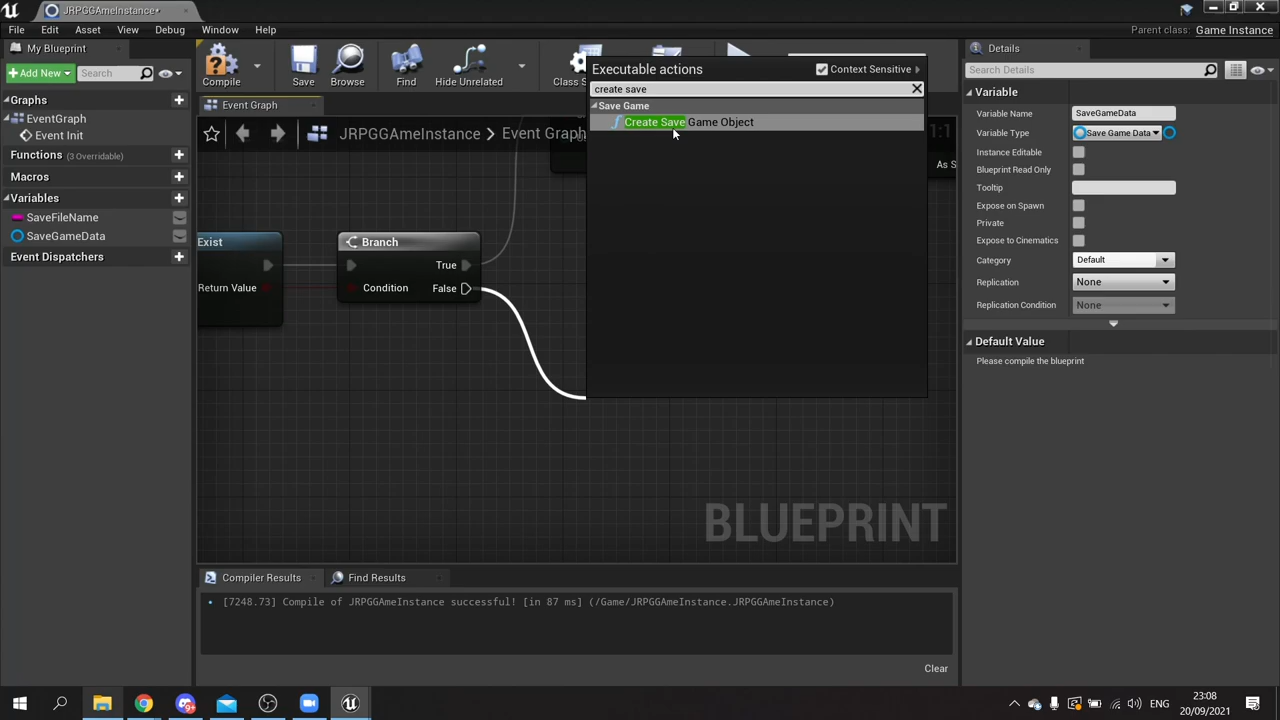 JRPGGAmeInstance*
File Edit Asset View Window Debug Help
Parent class: Game Instance
My Blueprint
Add New
Search
Graphs
EventGraph
Event Init
Functions (3 Overridable)
Macros
Variables
SaveFileName
SaveGameData
Event Dispatchers
Compile
Save
Browse
Find
Hide Unrelated
Class S
Event Graph
JRPGGAmeInstance > Event Graph
1:1
As S
Exist
Return Value
Branch
True
Condition
False
Executable actions
Context Sensitive
create save
Save Game
Create Save Game Object
BLUEPRINT
Compiler Results
Find Results
[7248.73] Compile of JRPGGAmeInstance successful! [in 87 ms] (/Game/JRPGGAmeInstance.JRPGGAmeInstance)
Clear
Details
Search Details
Variable
Variable Name SaveGameData
Variable Type Save Game Data
Instance Editable
Blueprint Read Only
Tooltip
Expose on Spawn
Private
Expose to Cinematics
Category Default
Replication None
Replication Condition None
Default Value
Please compile the blueprint
ENG
23:08
20/09/2021